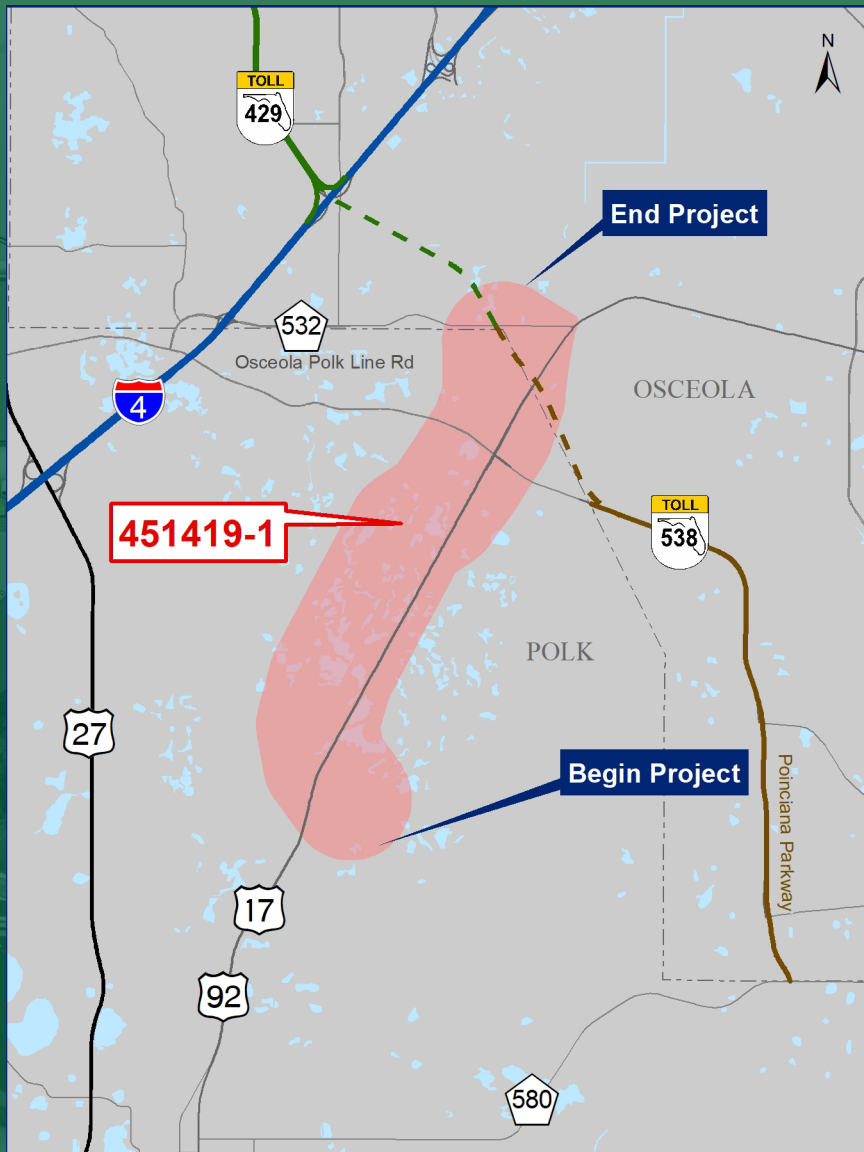 N
TOLL
429
End Project
532
Osceola Polk Line Rd
OSCEOLA
4
TOLL
538
451419-1
POLK
27
Begin Project
Poinciana Parkway
17
92
580